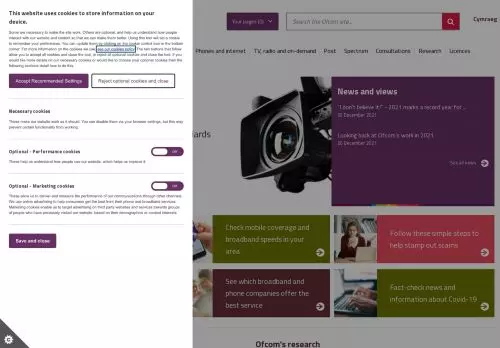 This website uses cookies to store information on your
device.
Some are necessary to make the site work. Others are optional, and help us understand how people
interact with our website and content so that we can make them better. Using this tool will set a cookie
to remember your preferences. You can update them by clicking on the cookie control icon in the bottom
corner. For more information on the cookies we use, see our cookies policy. The two buttons that follow
allow you to accept all cookies and close the tool, or reject all optional cookies and close the tool. If you
would like more details on our necessary cookies or would like to choose your optional cookies from the
following sections scroll down to do this.
Accept Recommended Settings
Reject optional cookies and close
Necessary cookies
These make our website work as it should. You can disable them via your browser settings, but this may
prevent certain functionality from working.
Optional - Performance cookies
Off
These help us understand how people use our website, which helps us improve it
Optional - Marketing cookies
Off
These allow us to deliver and measure the performance of our communications through other channels.
We use online advertising to help consumers get the best from their phone and broadband services.
Marketing cookies enable us to target advertising on third party websites and services towards groups
of people who have previously visited our website, based on their demographics or content interests.
Save and close
Your pages (0)
Search the Ofcom site...
Cymraeg
Phones and internet
TV, radio and on-demand
Post
Spectrum
Consultations
Research
Licences
ards
News and views
"I don't believe it!" – 2021 marks a record year for ...
30 December 2021
Looking back at Ofcom's work in 2021
30 December 2021
See all news
Check mobile coverage and
broadband speeds in your
area
Follow these simple steps to
help stamp out scams
See which broadband and
phone companies offer the
best service
Fact-check news and
information about Covid-19
Ofcom's research